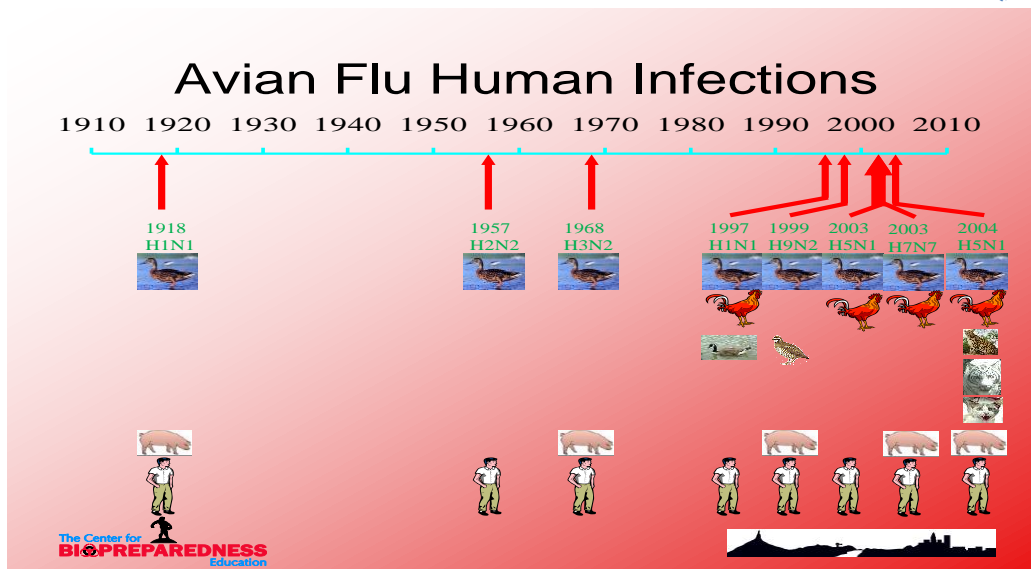 Avian Flu Human Infections
1910 1920 1930 1940 1950 1960 1970 1980 1990 2000 2010
1918 1957 1968 1997 1999 2003 2003 2004
H1N1 H2N2 H3N2 H1N1 H9N2 H5N1 H7N7 H5N1
The Center for
BIOPREPAREDNESS
Education